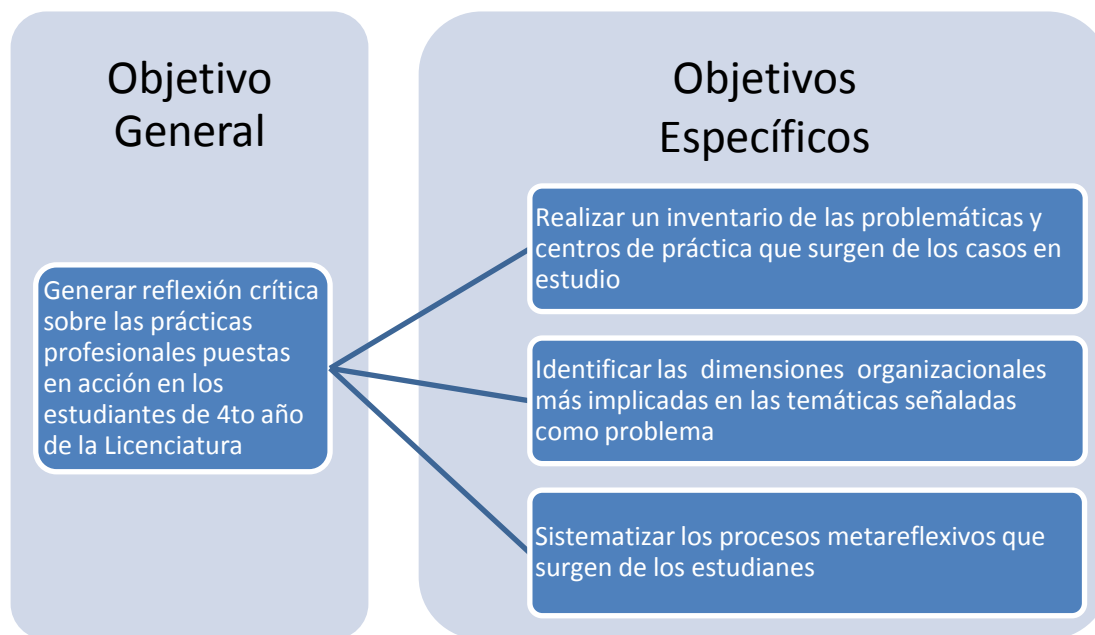 Objetivo
General
Generar reflexión crítica
sobre las prácticas
profesionales puestas
en acción en los
estudiantes de 4to año
de la Licenciatura
Objetivos
Específicos
Realizar un inventario de las problemáticas y
centros de práctica que surgen de los casos en
estudio
Identificar las dimensiones organizacionales
más implicadas en las temáticas señaladas
como problema
Sistematizar los procesos metareflexivos que
surgen de los estudianes